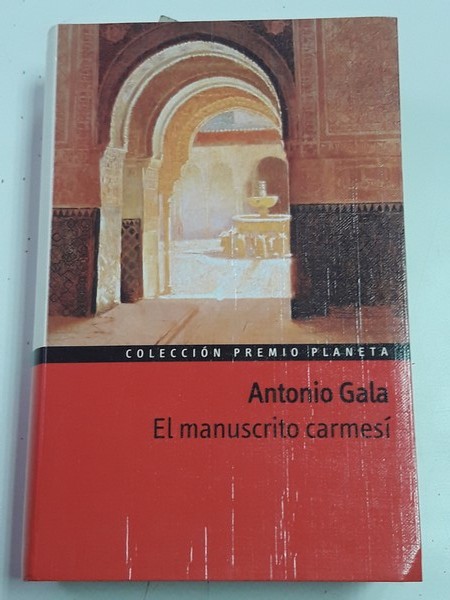 COLECCIÓN PREMIO PLANETA
Antonio Gala
El manuscrito carmesí